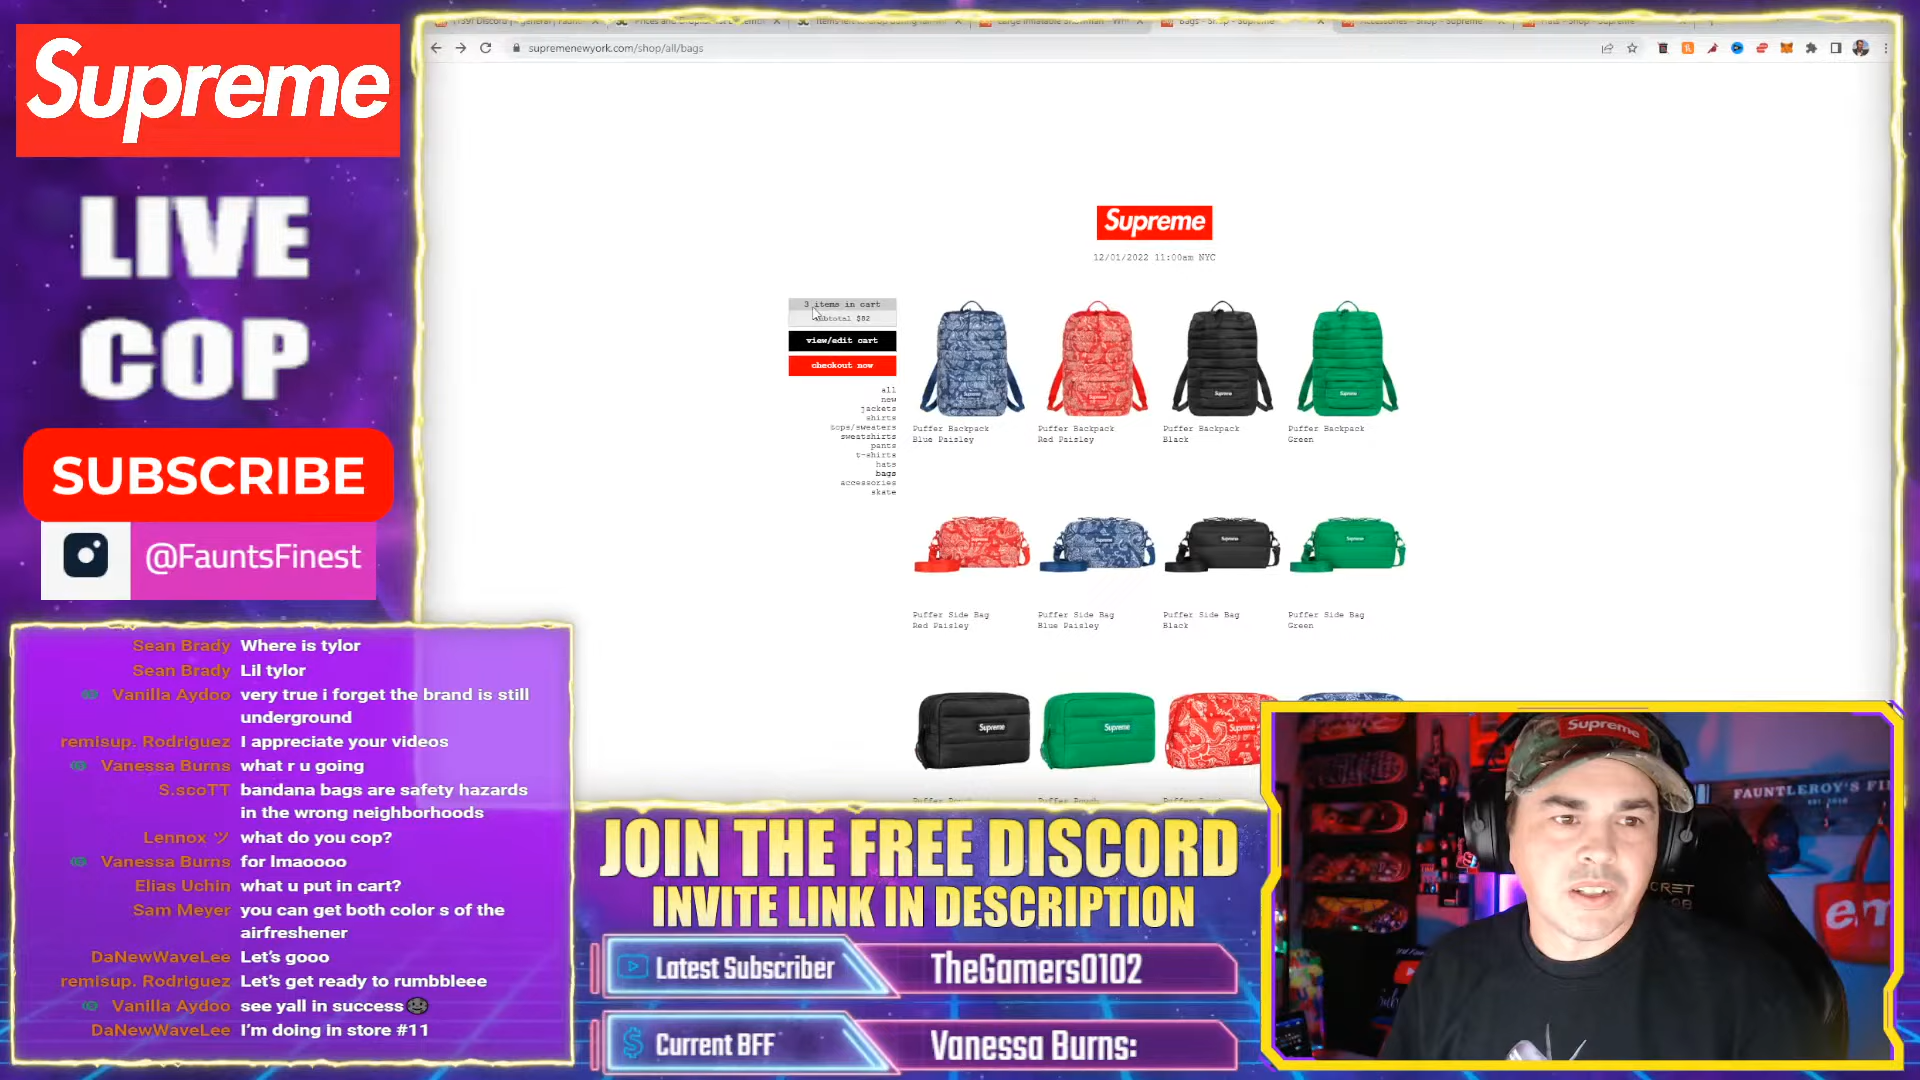 Supreme
LIVE
COP
SUBSCRIBE
@FauntsFinest
Sean Brady Where is tylor
Sean Brady Lil tylor
Vanilla Aydoo very true i forget the brand is still
underground
remisup. Rodriguez I appreciate your videos
Vanessa Burns what r u going
S.scoTT bandana bags are safety hazards
in the wrong neighborhoods
Lennox ツ what do you cop?
Vanessa Burns for lmaoooo
Elias Uchin what u put in cart?
Sam Meyer you can get both color s of the
airfreshener
DaNewWaveLee Let's gooo
remisup. Rodriguez Let's get ready to rumbbleee
Vanilla Aydoo see yall in success
DaNewWaveLee I'm doing in store #11
supremenewyork.com/shop/all/bags
Supreme
12/01/2022 11:00am NYC
3 items in cart
subtotal $82
view/edit cart
checkout now
all
new
jackets
shirts
tops/sweaters
sweatshirts
pants
t-shirts
hats
bags
accessories
skate
Puffer Backpack
Blue Paisley
Puffer Backpack
Red Paisley
Puffer Backpack
Black
Puffer Backpack
Green
Puffer Side Bag
Red Paisley
Puffer Side Bag
Blue Paisley
Puffer Side Bag
Black
Puffer Side Bag
Green
Supreme
Supreme
JOIN THE FREE DISCORD
INVITE LINK IN DESCRIPTION
Latest Subscriber TheGamers0102
Current BFF Vanessa Burns:
Supreme
FAUNTLEROY'S FI